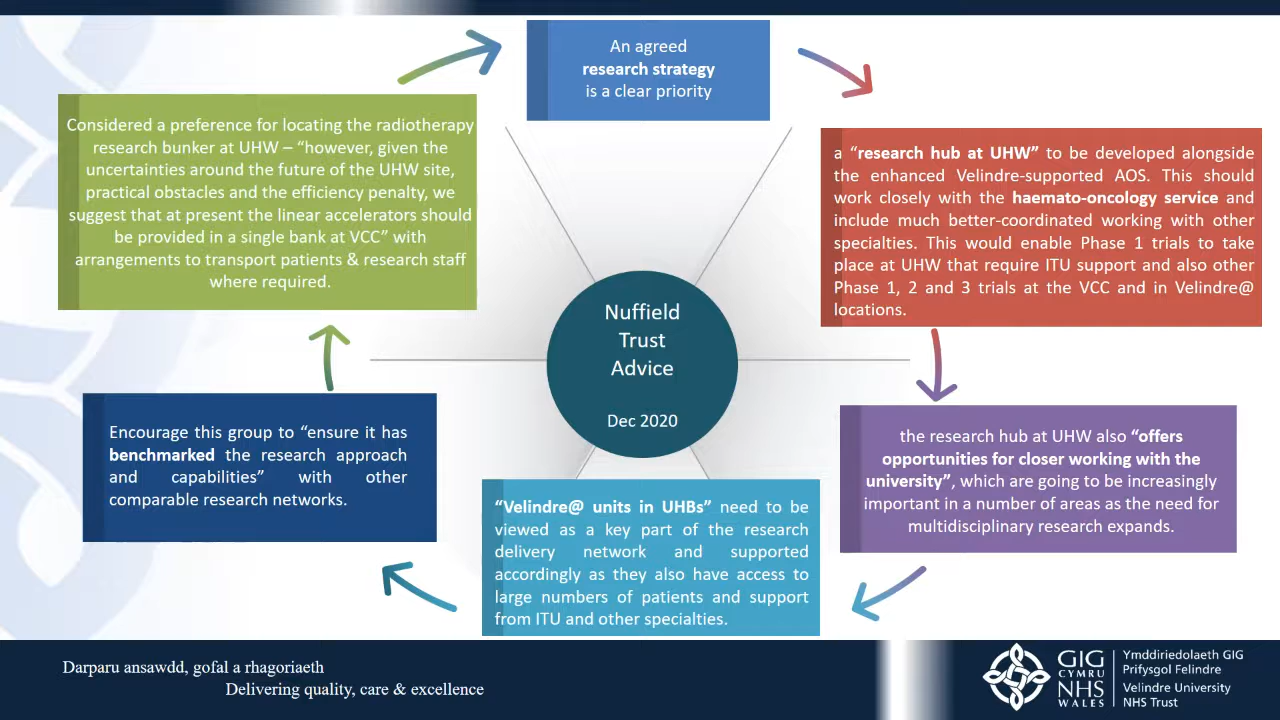 An agreed
research strategy
is a clear priority
a “research hub at UHW” to be developed alongside
the enhanced Velindre-supported AOS. This should
work closely with the haemato-oncology service and
include much better-coordinated working with other
specialties. This would enable Phase 1 trials to take
place at UHW that require ITU support and also other
Phase 1, 2 and 3 trials at the VCC and in Velindre@
locations.
the research hub at UHW also “offers
opportunities for closer working with the
university”, which are going to be increasingly
important in a number of areas as the need for
multidisciplinary research expands.
“Velindre@ units in UHBs” need to be
viewed as a key part of the research
delivery network and supported
accordingly as they also have access to
large numbers of patients and support
from ITU and other specialties.
Encourage this group to “ensure it has
benchmarked the research approach
and capabilities” with other
comparable research networks.
Considered a preference for locating the radiotherapy
research bunker at UHW – “however, given the
uncertainties around the future of the UHW site,
practical obstacles and the efficiency penalty, we
suggest that at present the linear accelerators should
be provided in a single bank at VCC” with
arrangements to transport patients & research staff
where required.
Nuffield
Trust
Advice
Dec 2020
Darparu ansawdd, gofal a rhagoriaeth
Delivering quality, care & excellence
GIG
CYMRU
NHS
WALES
Ymddiriedolaeth GIG
Prifysgol Felindre
Velindre University
NHS Trust